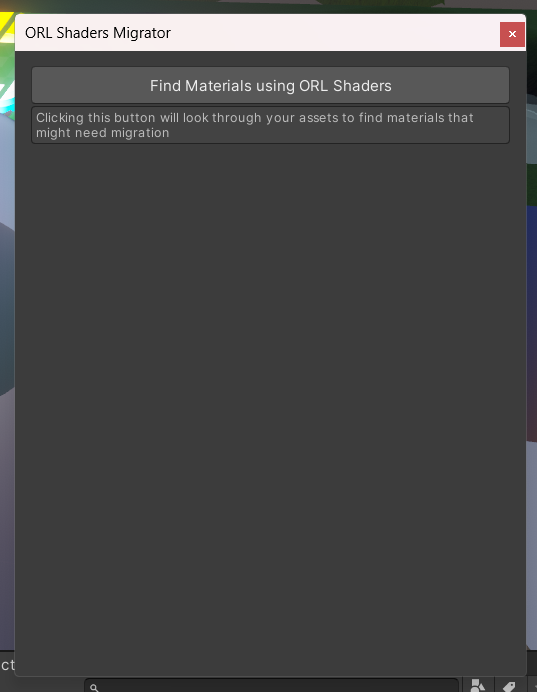 ORL Shaders Migrator
Find Materials using ORL Shaders
Clicking this button will look through your assets to find materials that
might need migration
ct